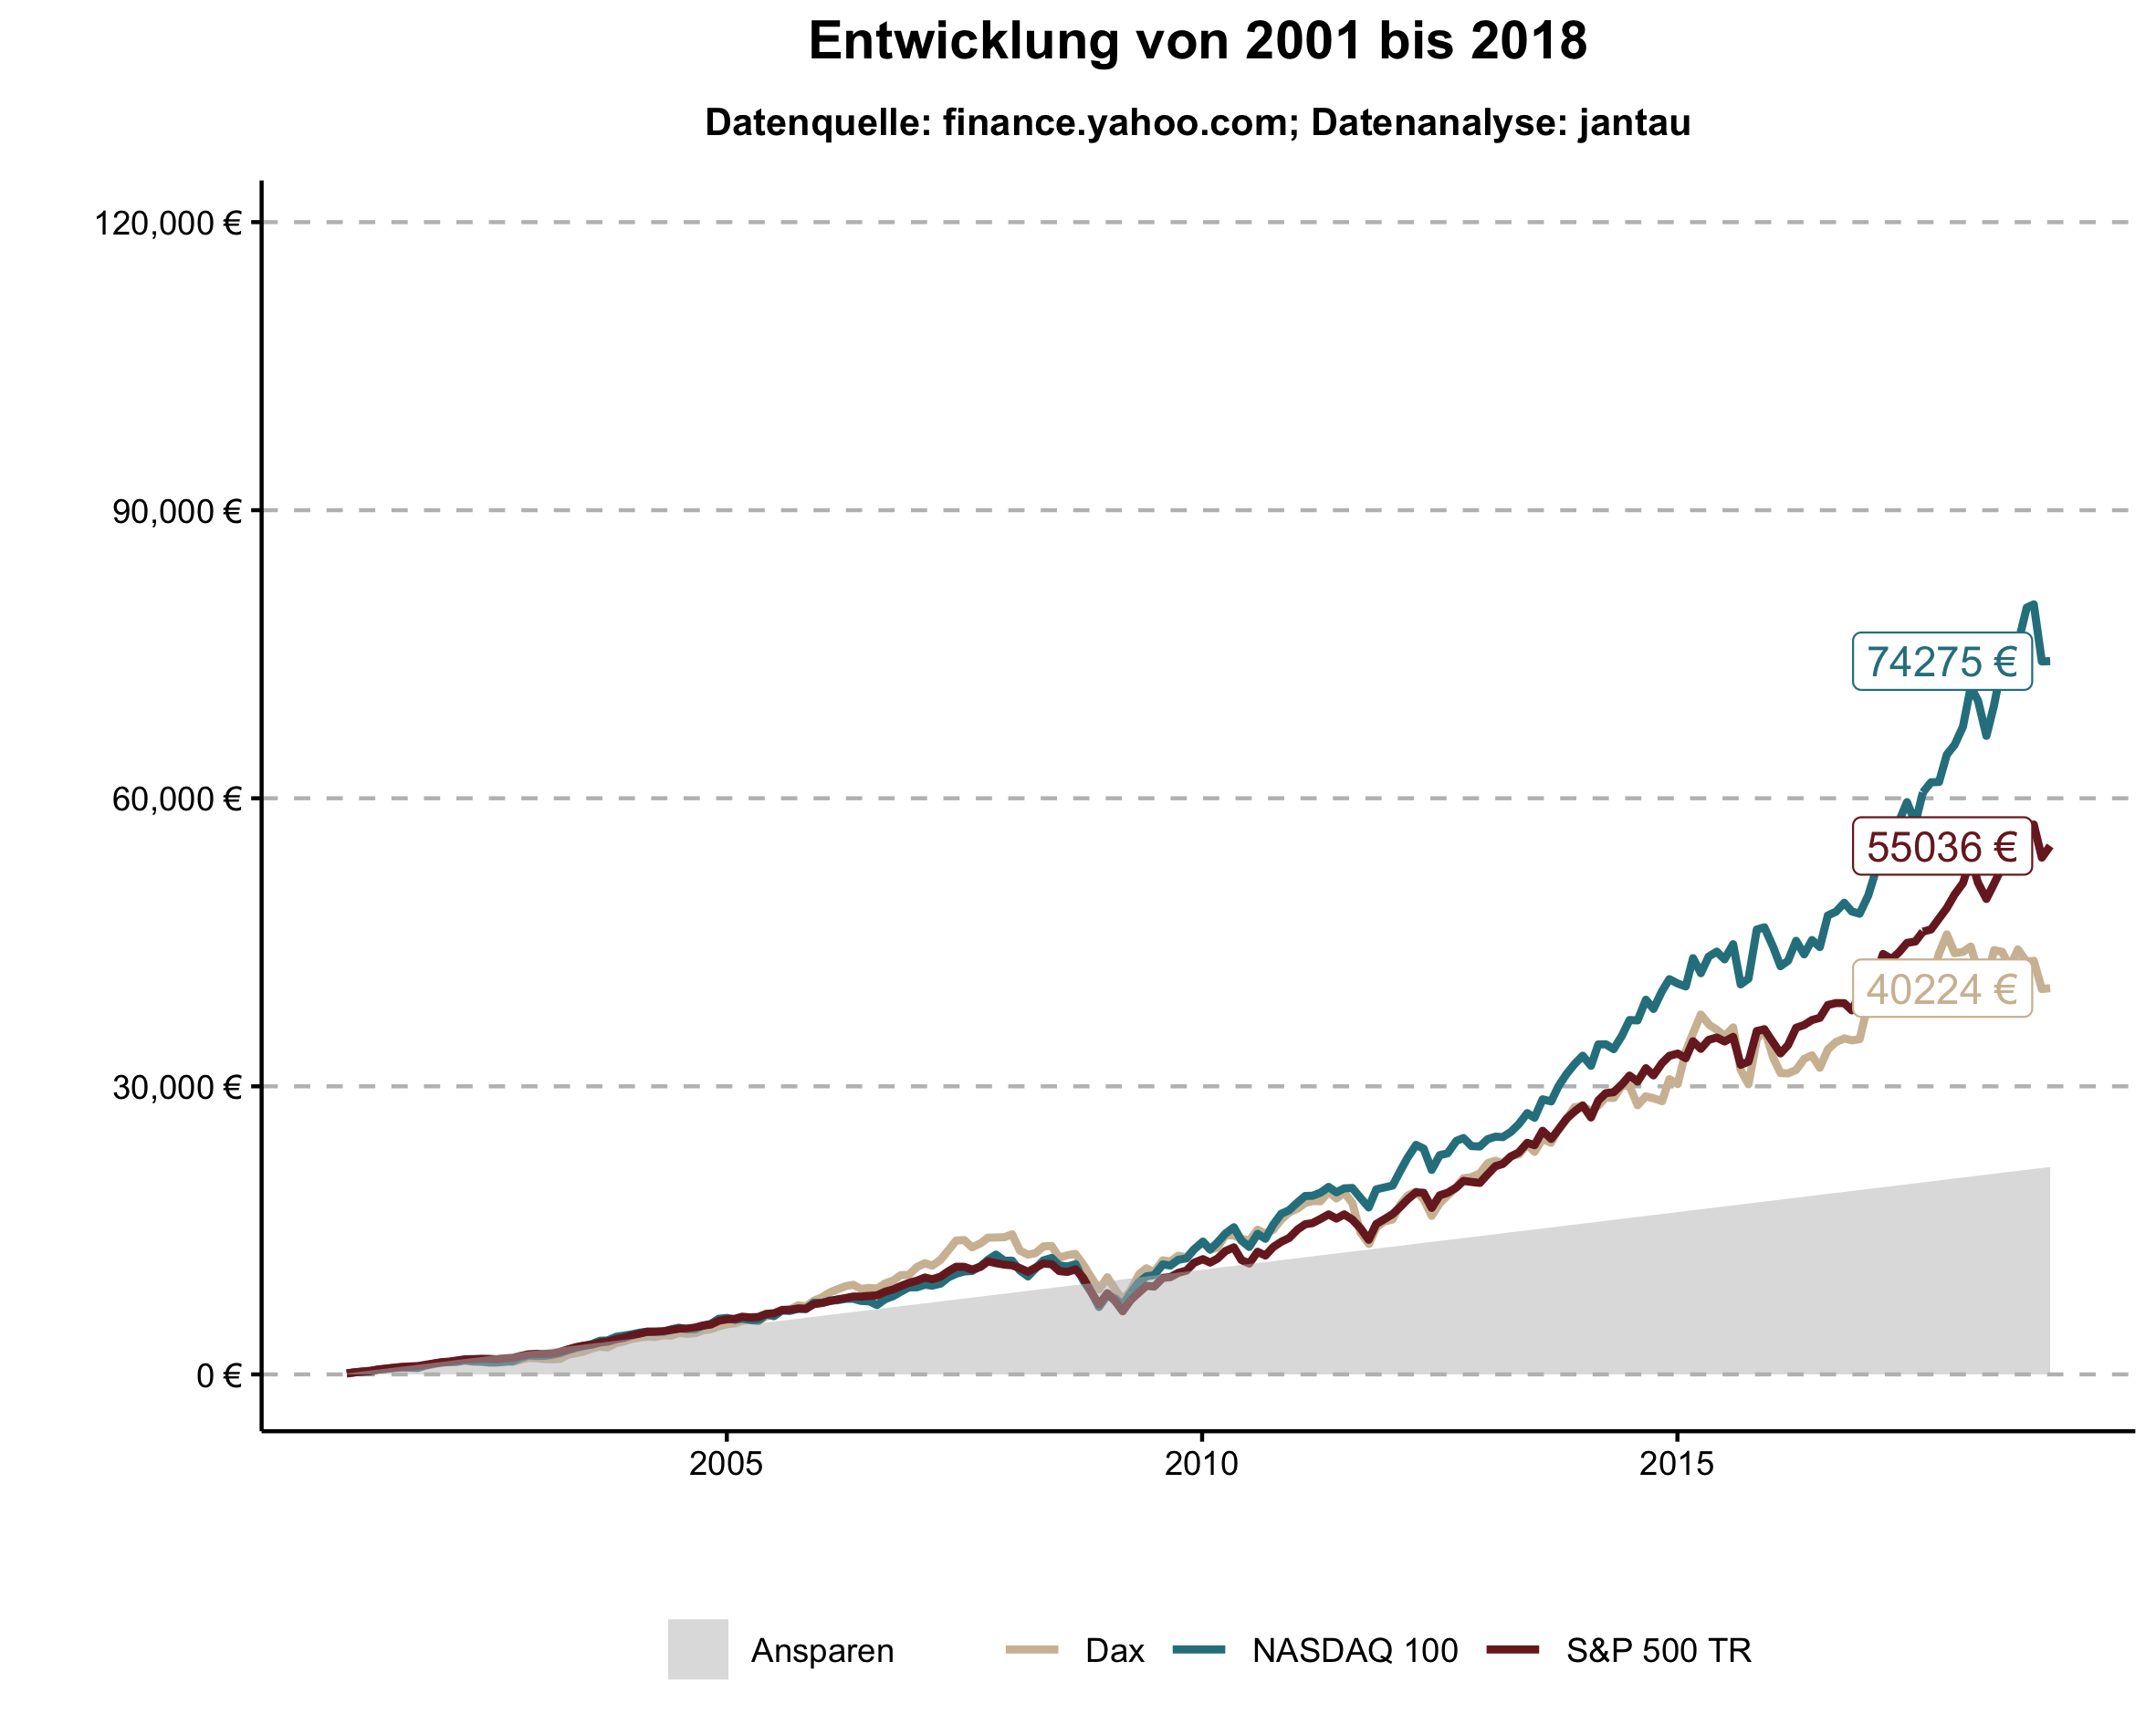 Entwicklung von 2001 bis 2018
Datenquelle: finance.yahoo.com; Datenanalyse: jantau
120,000 €
90,000 €
60,000 €
30,000 €
0 €
74275 €
55036 €
40224 €
2005 2010 2015
Ansparen Dax NASDAQ 100 S&P 500 TR